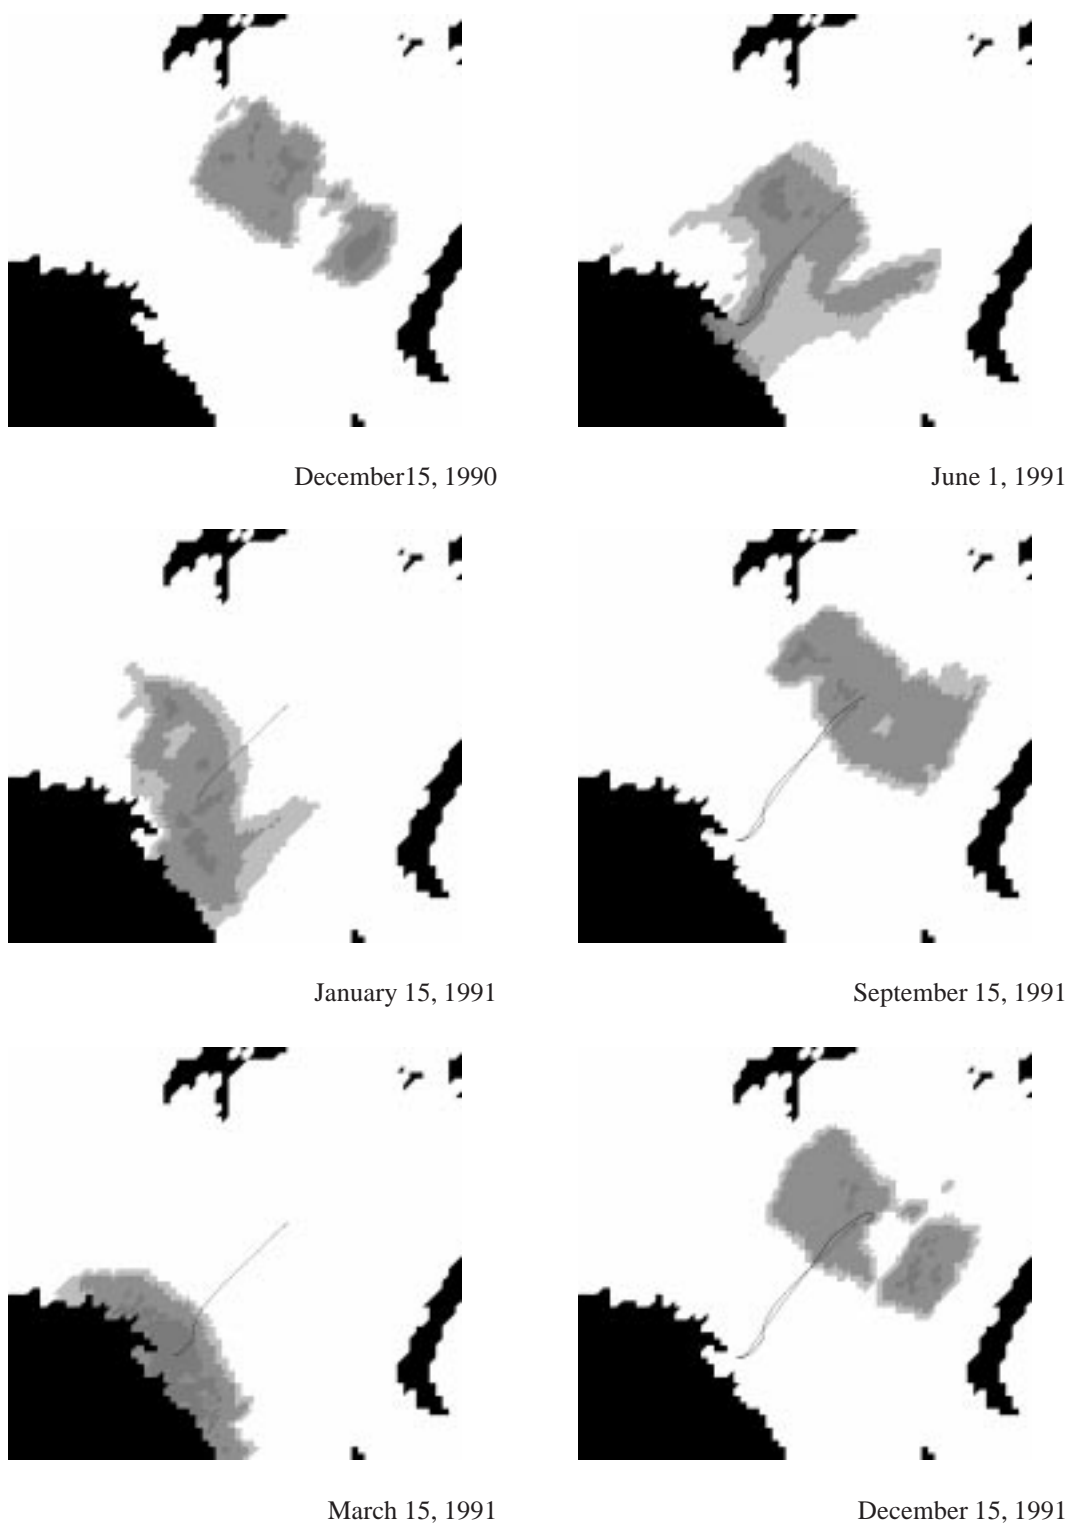 December15, 1990
June 1, 1991
January 15, 1991
September 15, 1991
March 15, 1991
December 15, 1991